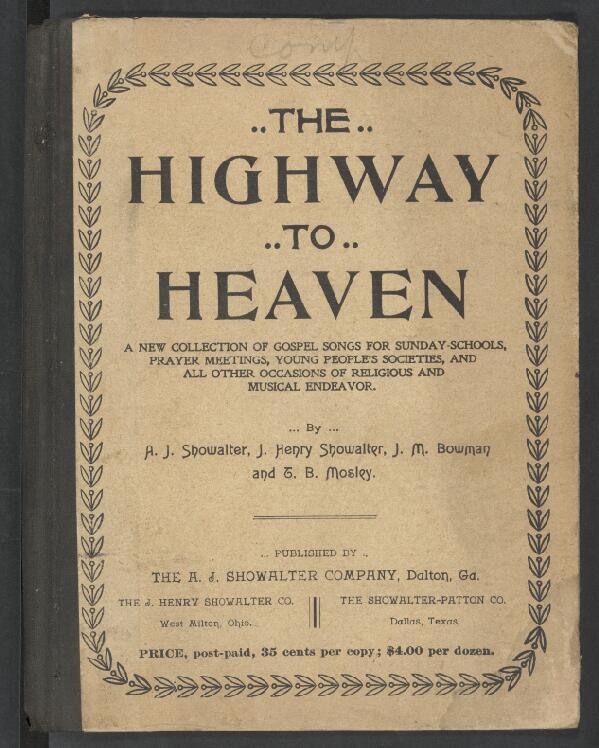 Cony.
..THE..
HIGHWAY
..TO..
HEAVEN
A NEW COLLECTION OF GOSPEL SONGS FOR SUNDAY-SCHOOLS,
PRAYER MEETINGS, YOUNG PEOPLE'S SOCIETIES, AND
ALL OTHER OCCASIONS OF RELIGIOUS AND
MUSICAL ENDEAVOR.
... By ...
A. J. Showalter, J. Henry Showalter, J. M. Bowman
and T. B. Mosley.
.. PUBLISHED BY ..
THE A. J. SHOWALTER COMPANY, Dalton, Ga.
THE J. HENRY SHOWALTER CO. THE SHOWALTER-PATTON CO.
West Milton, Ohio... Dallas, Texas
PRICE, post-paid, 35 cents per copy; $4.00 per dozen.